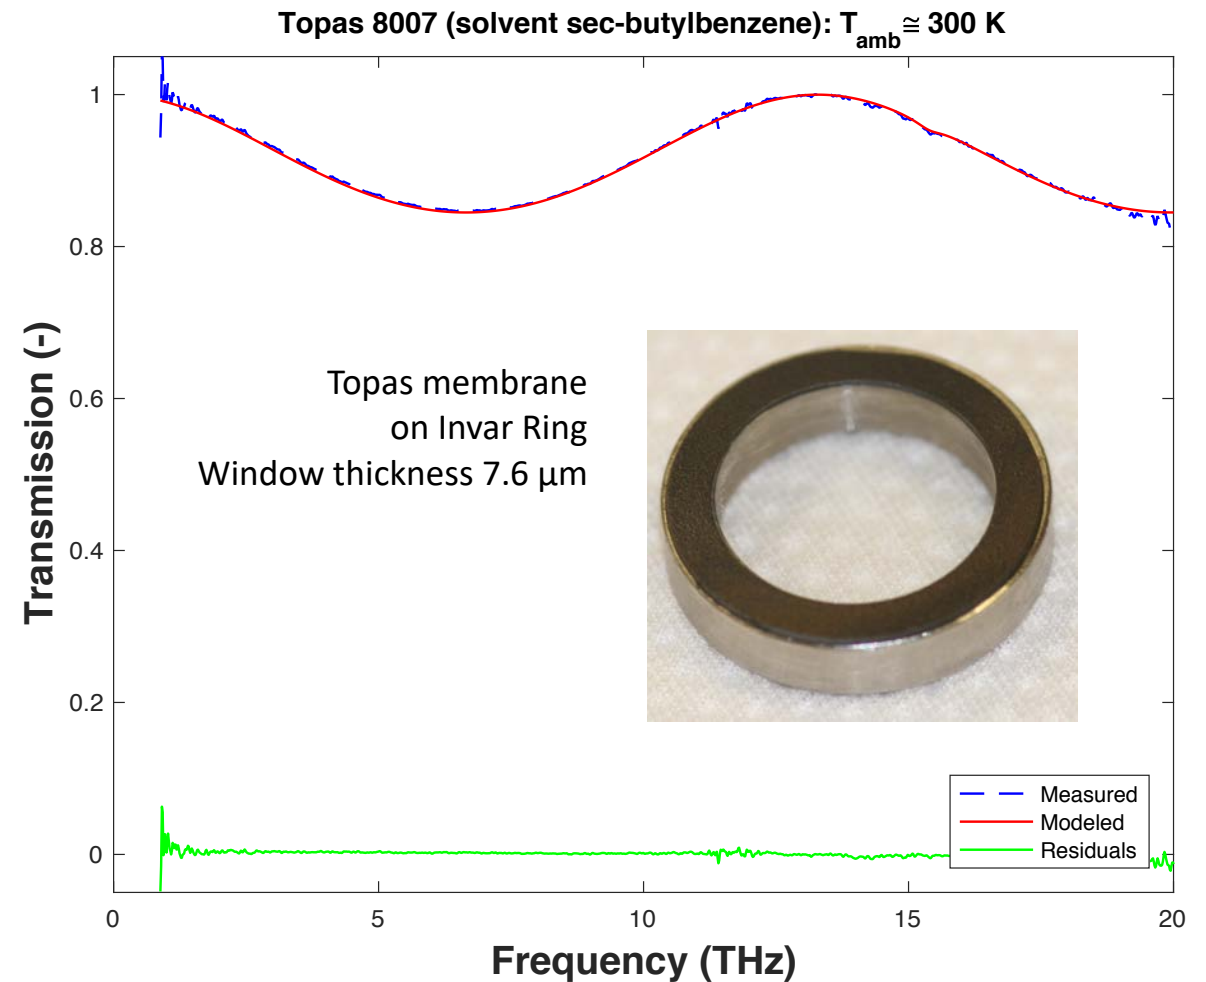 Topas 8007 (solvent sec-butylbenzene): T_amb ≅ 300 K
1
0.8
0.6
0.4
0.2
0
Transmission (-)
Topas membrane
on Invar Ring
Window thickness 7.6 µm
Measured
Modeled
Residuals
0 5 10 15 20
Frequency (THz)